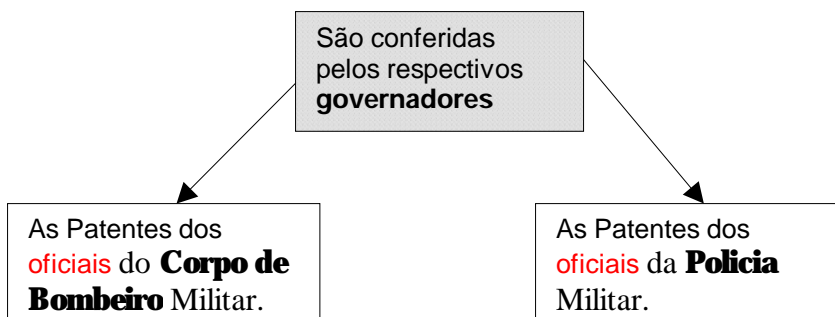 São conferidas
pelos respectivos
governadores
As Patentes dos
oficiais do Corpo de
Bombeiro Militar.
As Patentes dos
oficiais da Policia
Militar.